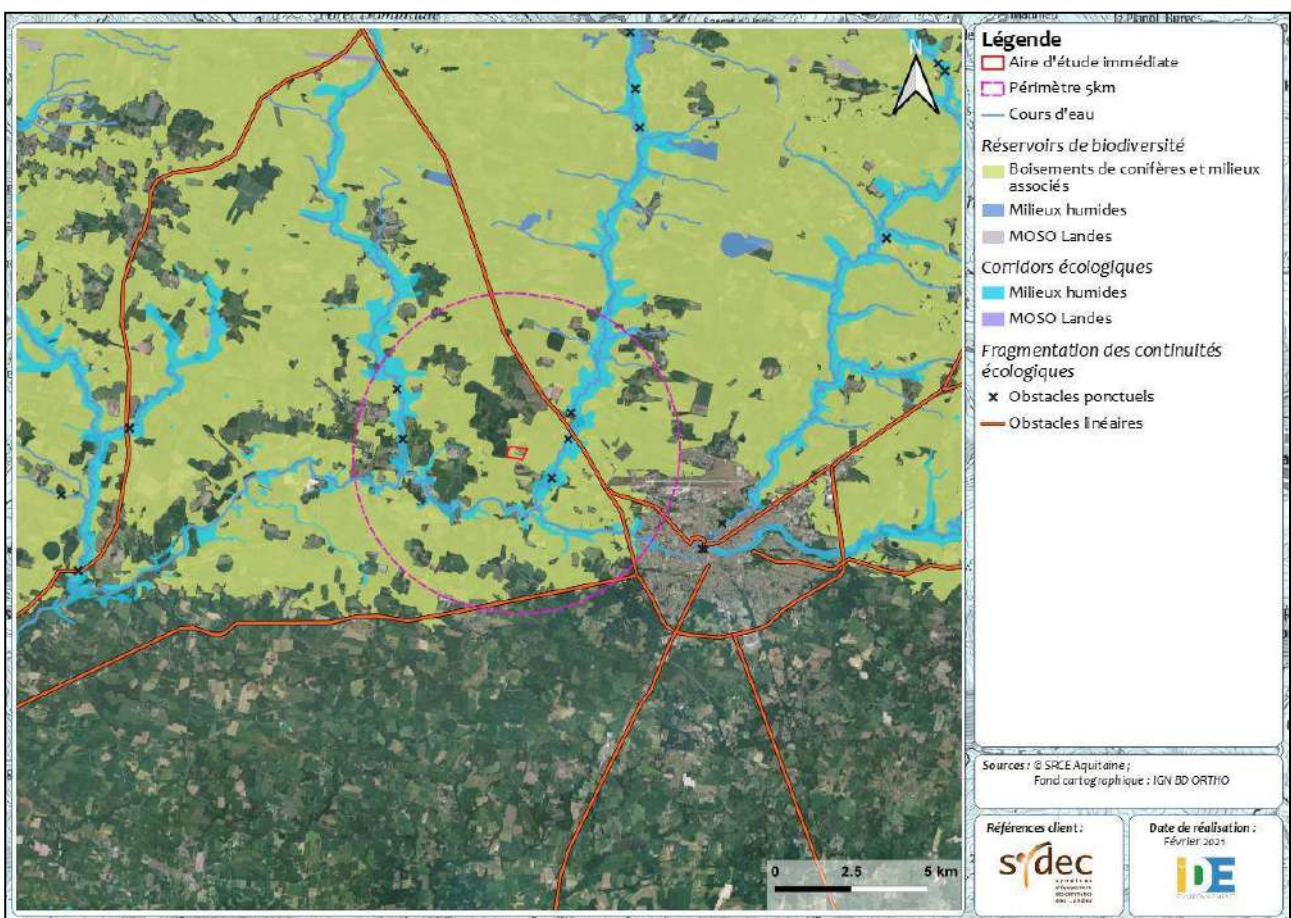 N
0 2.5 5 km
Légende
Aire d'étude immédiate
Périmètre 5km
Cours d'eau
Réservoirs de biodiversité
Boisements de conifères et milieux
associés
Milieux humides
MOSO Landes
Corridors écologiques
Milieux humides
MOSO Landes
Fragmentation des continuités
écologiques
Obstacles ponctuels
Obstacles linéaires
Sources : © SRCE Aquitaine ;
Fond cartographique : IGN BD ORTHO
Références client :
sydec
des Landes
Date de réalisation :
Février 2021
iDE